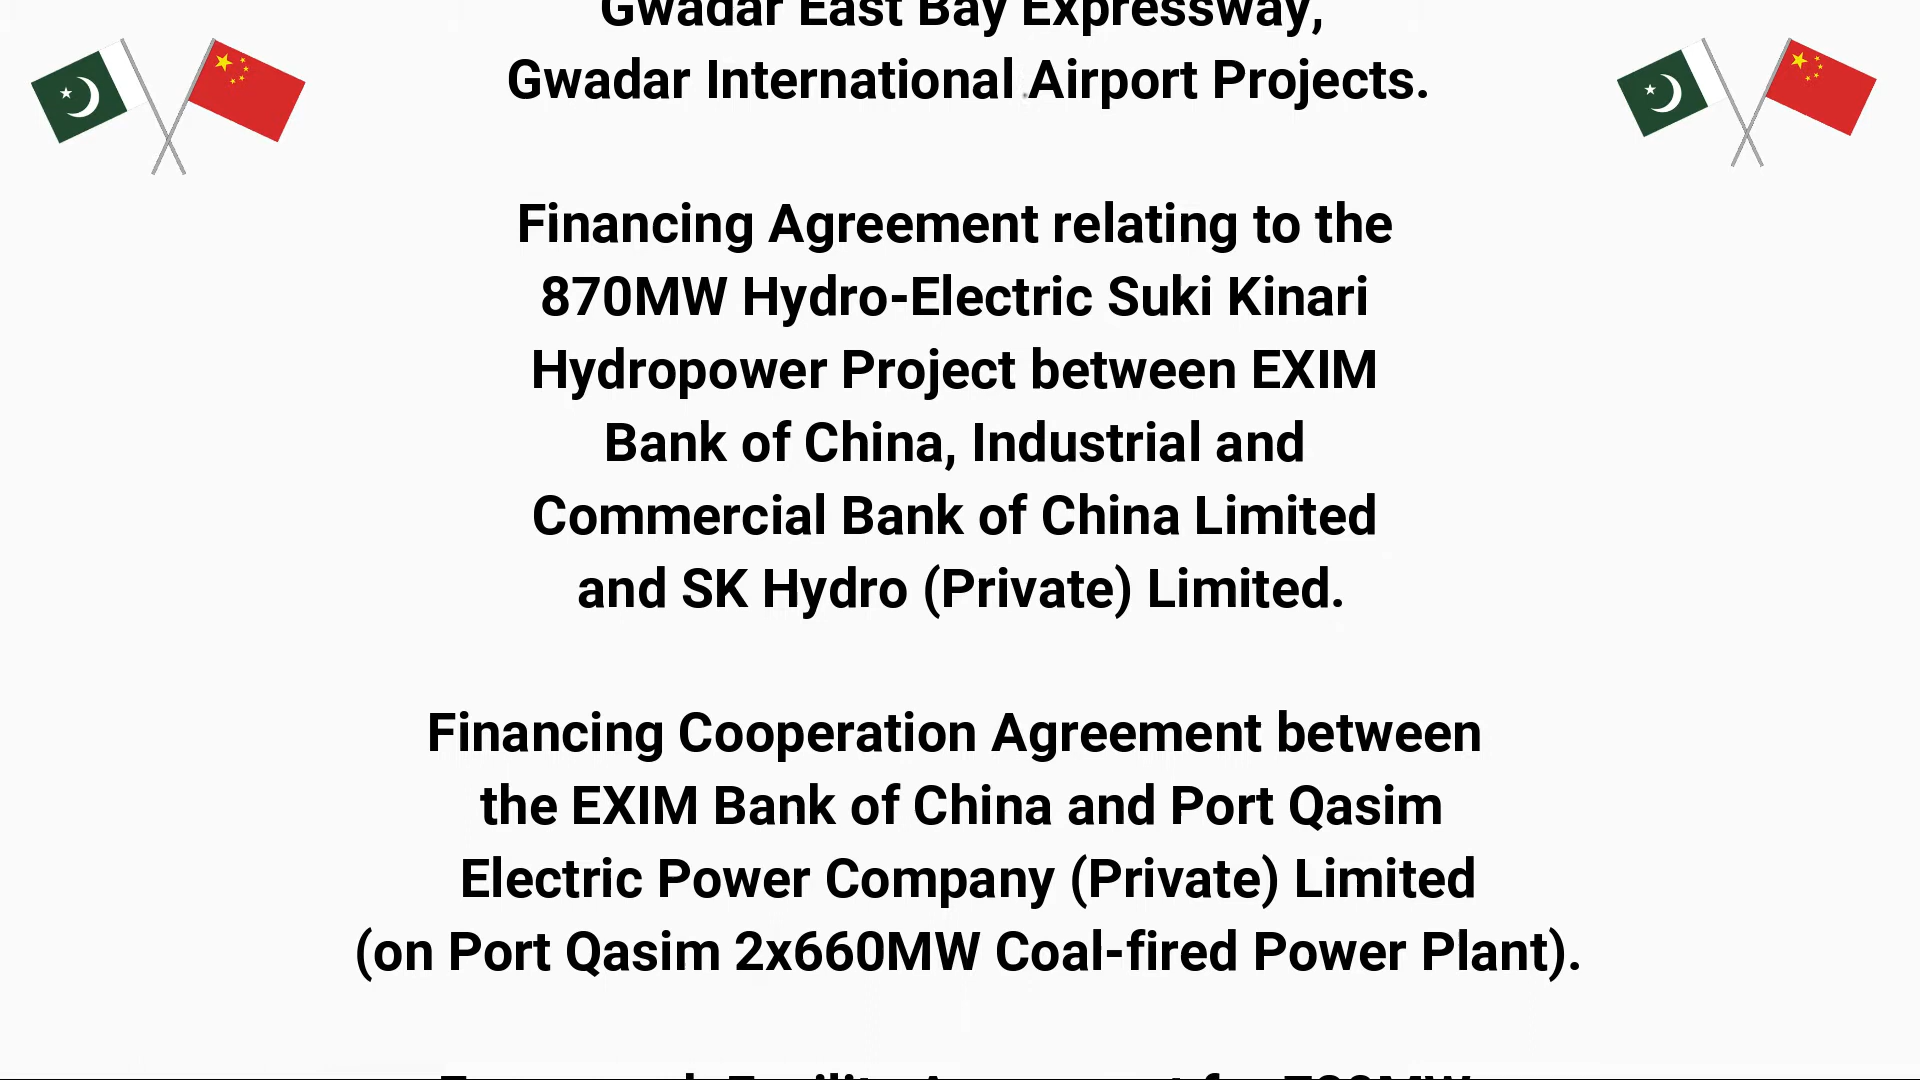 Gwadar East Bay Expressway,
Gwadar International Airport Projects.
Financing Agreement relating to the
870MW Hydro-Electric Suki Kinari
Hydropower Project between EXIM
Bank of China, Industrial and
Commercial Bank of China Limited
and SK Hydro (Private) Limited.
Financing Cooperation Agreement between
the EXIM Bank of China and Port Qasim
Electric Power Company (Private) Limited
(on Port Qasim 2x660MW Coal-fired Power Plant).